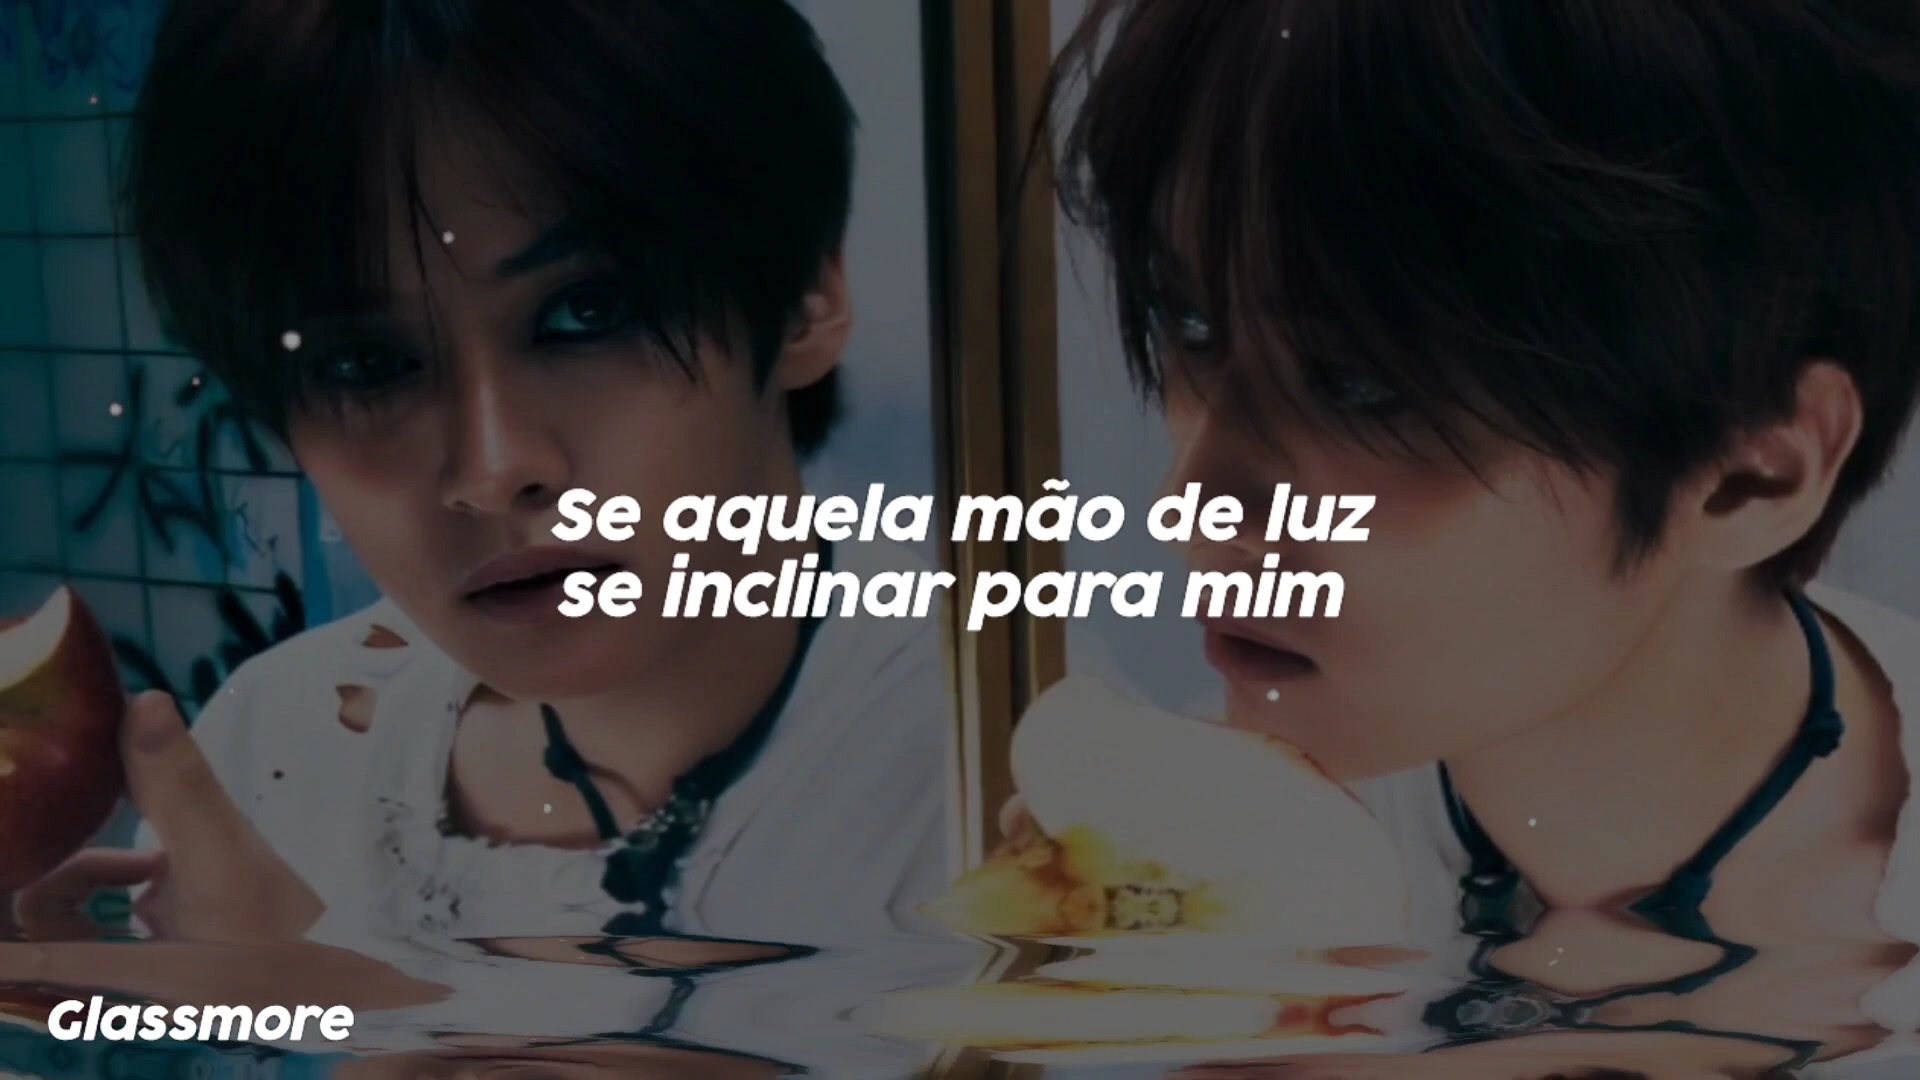 Se aquela mão de luz
se inclinar para mim
Glassmore